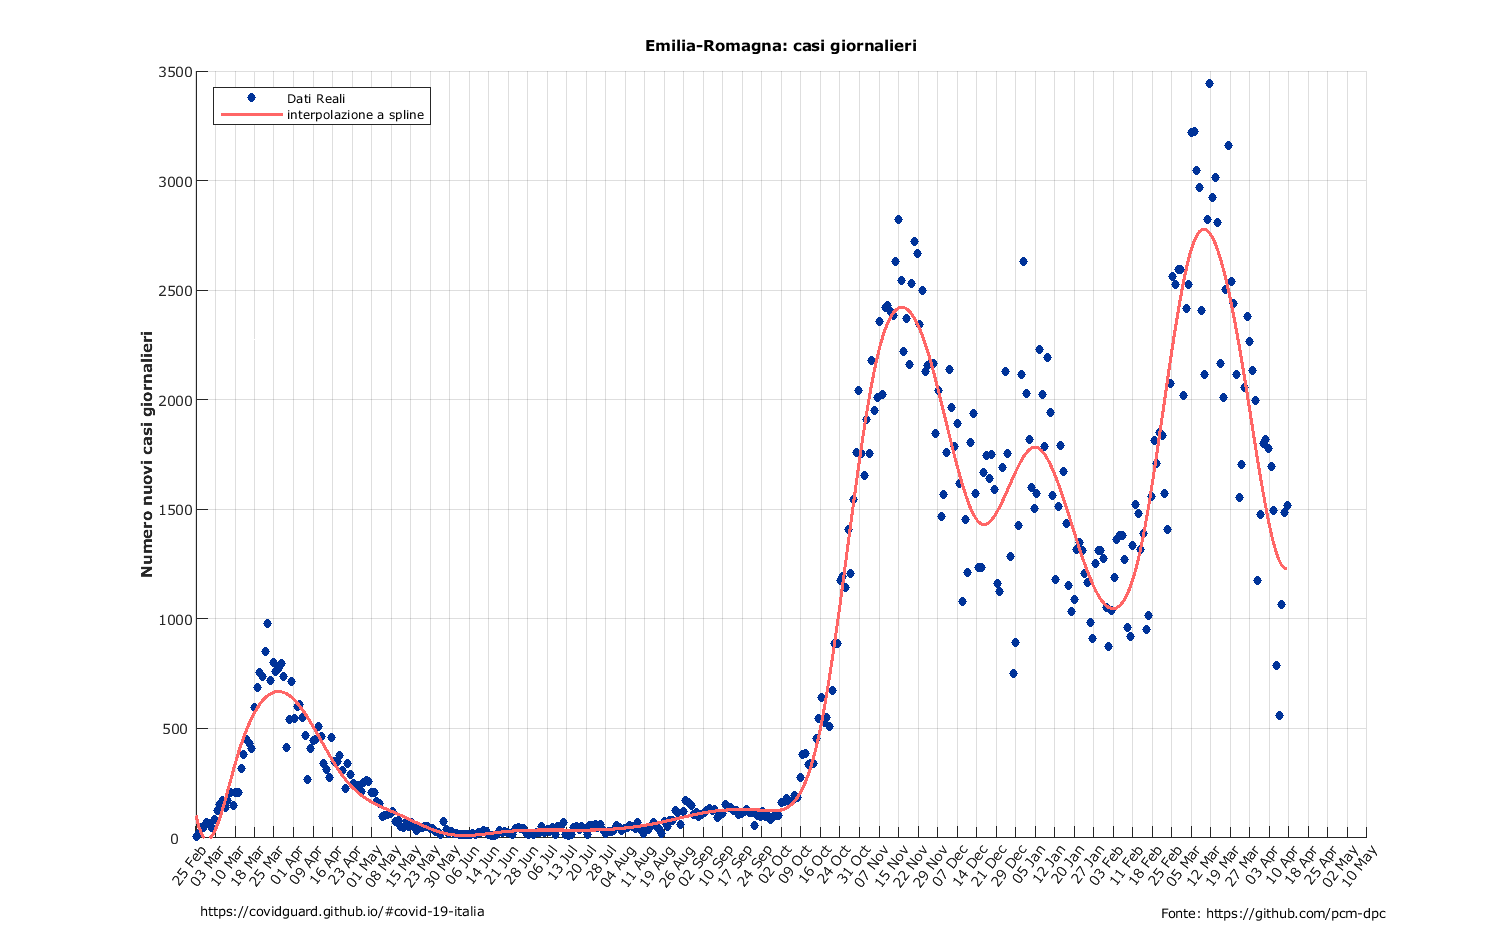 Emilia-Romagna: casi giornalieri
Dati Reali
interpolazione a spline
Numero nuovi casi giornalieri
3500
3000
2500
2000
1500
1000
500
0
25 Feb
03 Mar
10 Mar
18 Mar
25 Mar
01 Apr
09 Apr
16 Apr
23 Apr
01 May
08 May
15 May
23 May
30 May
06 Jun
14 Jun
21 Jun
28 Jun
06 Jul
13 Jul
20 Jul
28 Jul
04 Aug
11 Aug
19 Aug
26 Aug
02 Sep
10 Sep
17 Sep
24 Sep
02 Oct
09 Oct
16 Oct
24 Oct
31 Oct
07 Nov
15 Nov
22 Nov
29 Nov
07 Dec
14 Dec
21 Dec
29 Dec
05 Jan
12 Jan
20 Jan
27 Jan
03 Feb
11 Feb
18 Feb
25 Feb
05 Mar
12 Mar
19 Mar
27 Mar
03 Apr
10 Apr
18 Apr
25 Apr
02 May
10 May
https://covidguard.github.io/#covid-19-italia
Fonte: https://github.com/pcm-dpc